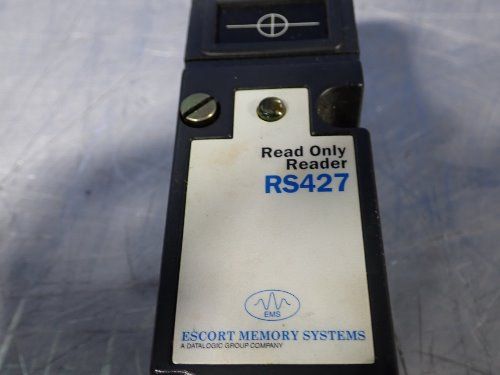 Read Only
Reader
RS427
EMS
ESCORT MEMORY SYSTEMS
A DATALOGIC GROUP COMPANY